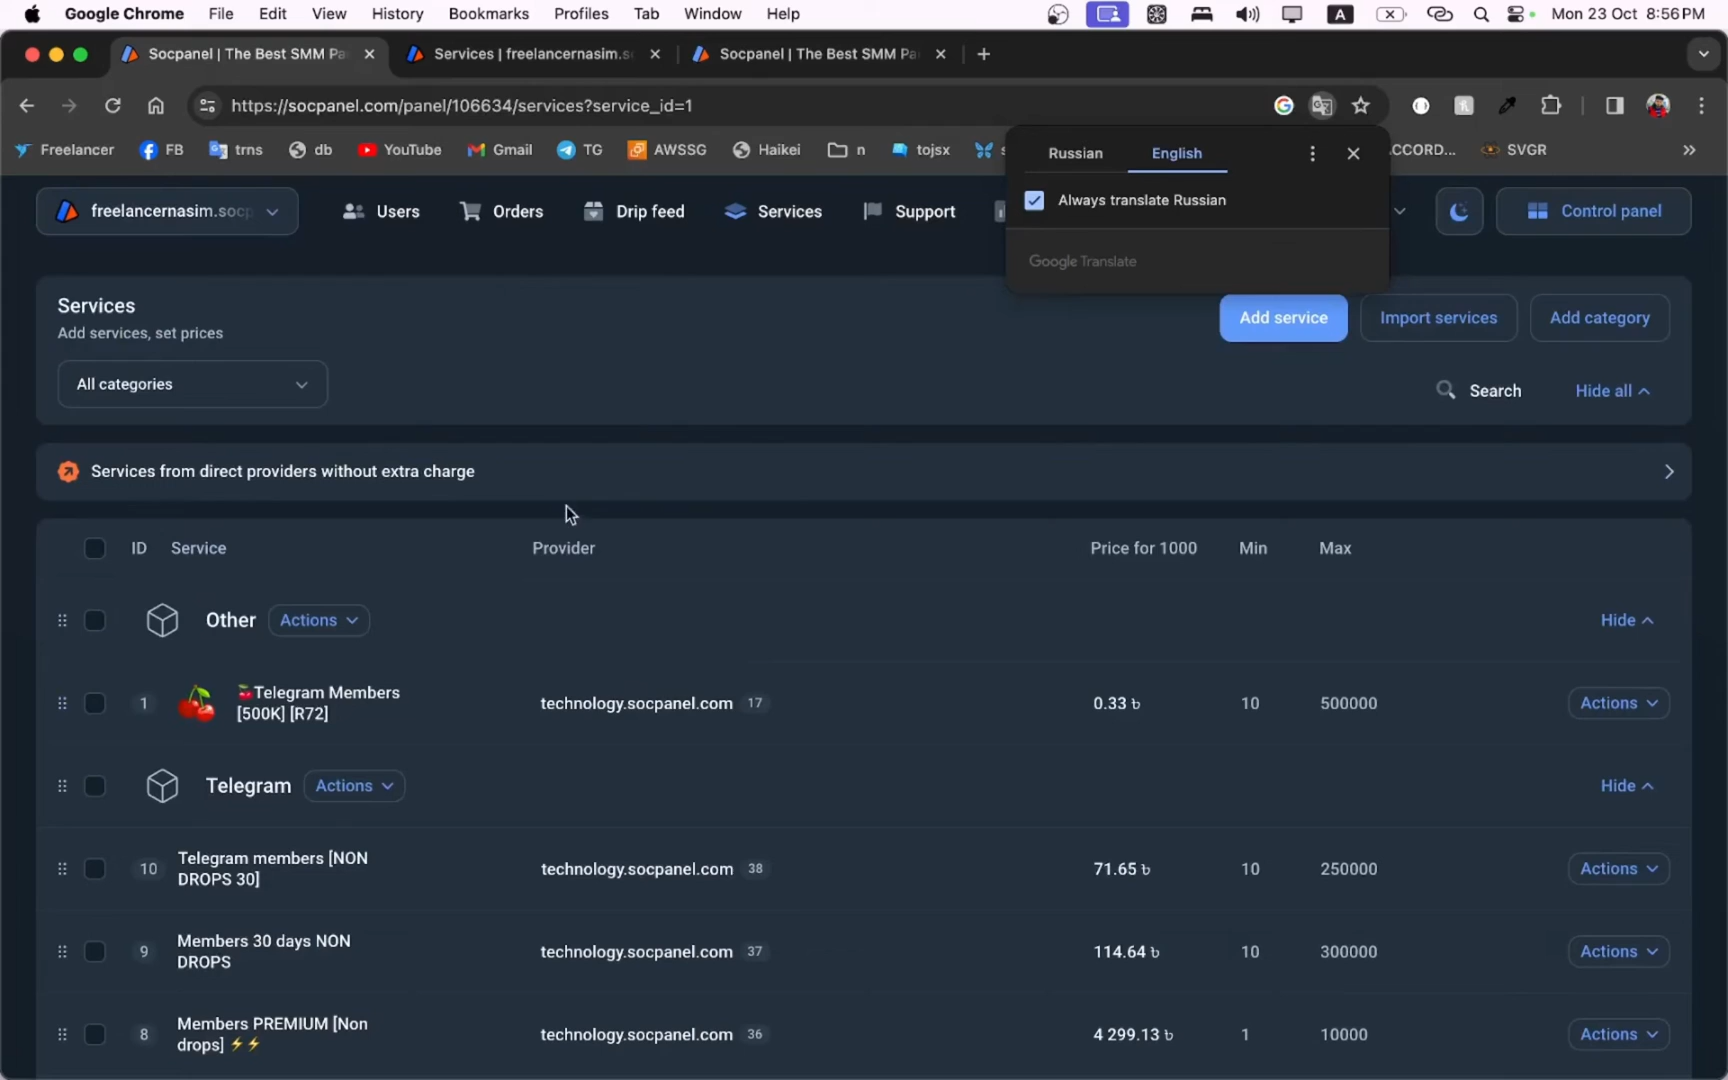 Google Chrome File Edit View History Bookmarks Profiles Tab Window Help A Mon 23 Oct 8:56 PM
Socpanel | The Best SMM Pa Services | freelancernasim.s Socpanel | The Best SMM Pa
https://socpanel.com/panel/106634/services?service_id=1
Freelancer FB trns db YouTube Gmail TG AWSSG Haikei n tojsx s CCORD... SVGR
Russian English
Always translate Russian
Google Translate
freelancernasim.socp Users Orders Drip feed Services Support Control panel
Services
Add services, set prices
Add service Import services Add category
All categories Search Hide all
Services from direct providers without extra charge
ID Service Provider Price for 1000 Min Max
Other Actions Hide
1 🍒Telegram Members [500K] [R72] technology.socpanel.com 17 0.33 ৳ 10 500000 Actions
Telegram Actions Hide
10 Telegram members [NON DROPS 30] technology.socpanel.com 38 71.65 ৳ 10 250000 Actions
9 Members 30 days NON DROPS technology.socpanel.com 37 114.64 ৳ 10 300000 Actions
8 Members PREMIUM [Non drops] ⚡⚡ technology.socpanel.com 36 4 299.13 ৳ 1 10000 Actions